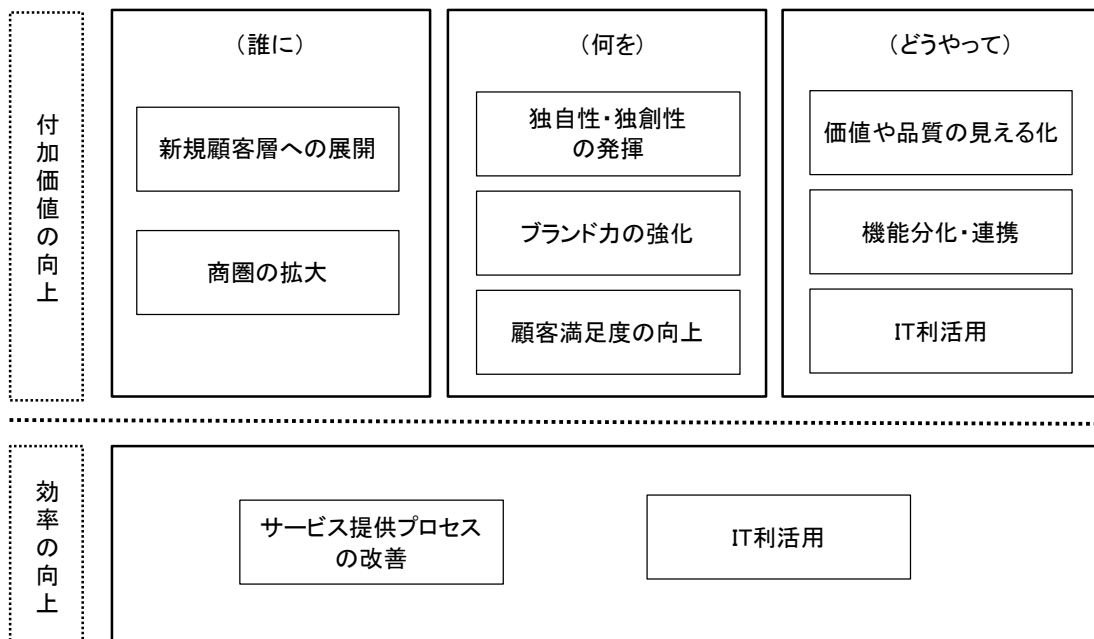 付加価値の向上
（誰に）
新規顧客層への展開
商圏の拡大
（何を）
独自性・独創性
の発揮
ブランド力の強化
顧客満足度の向上
（どうやって）
価値や品質の見える化
機能分化・連携
IT利活用
効率の向上
サービス提供プロセス
の改善
IT利活用